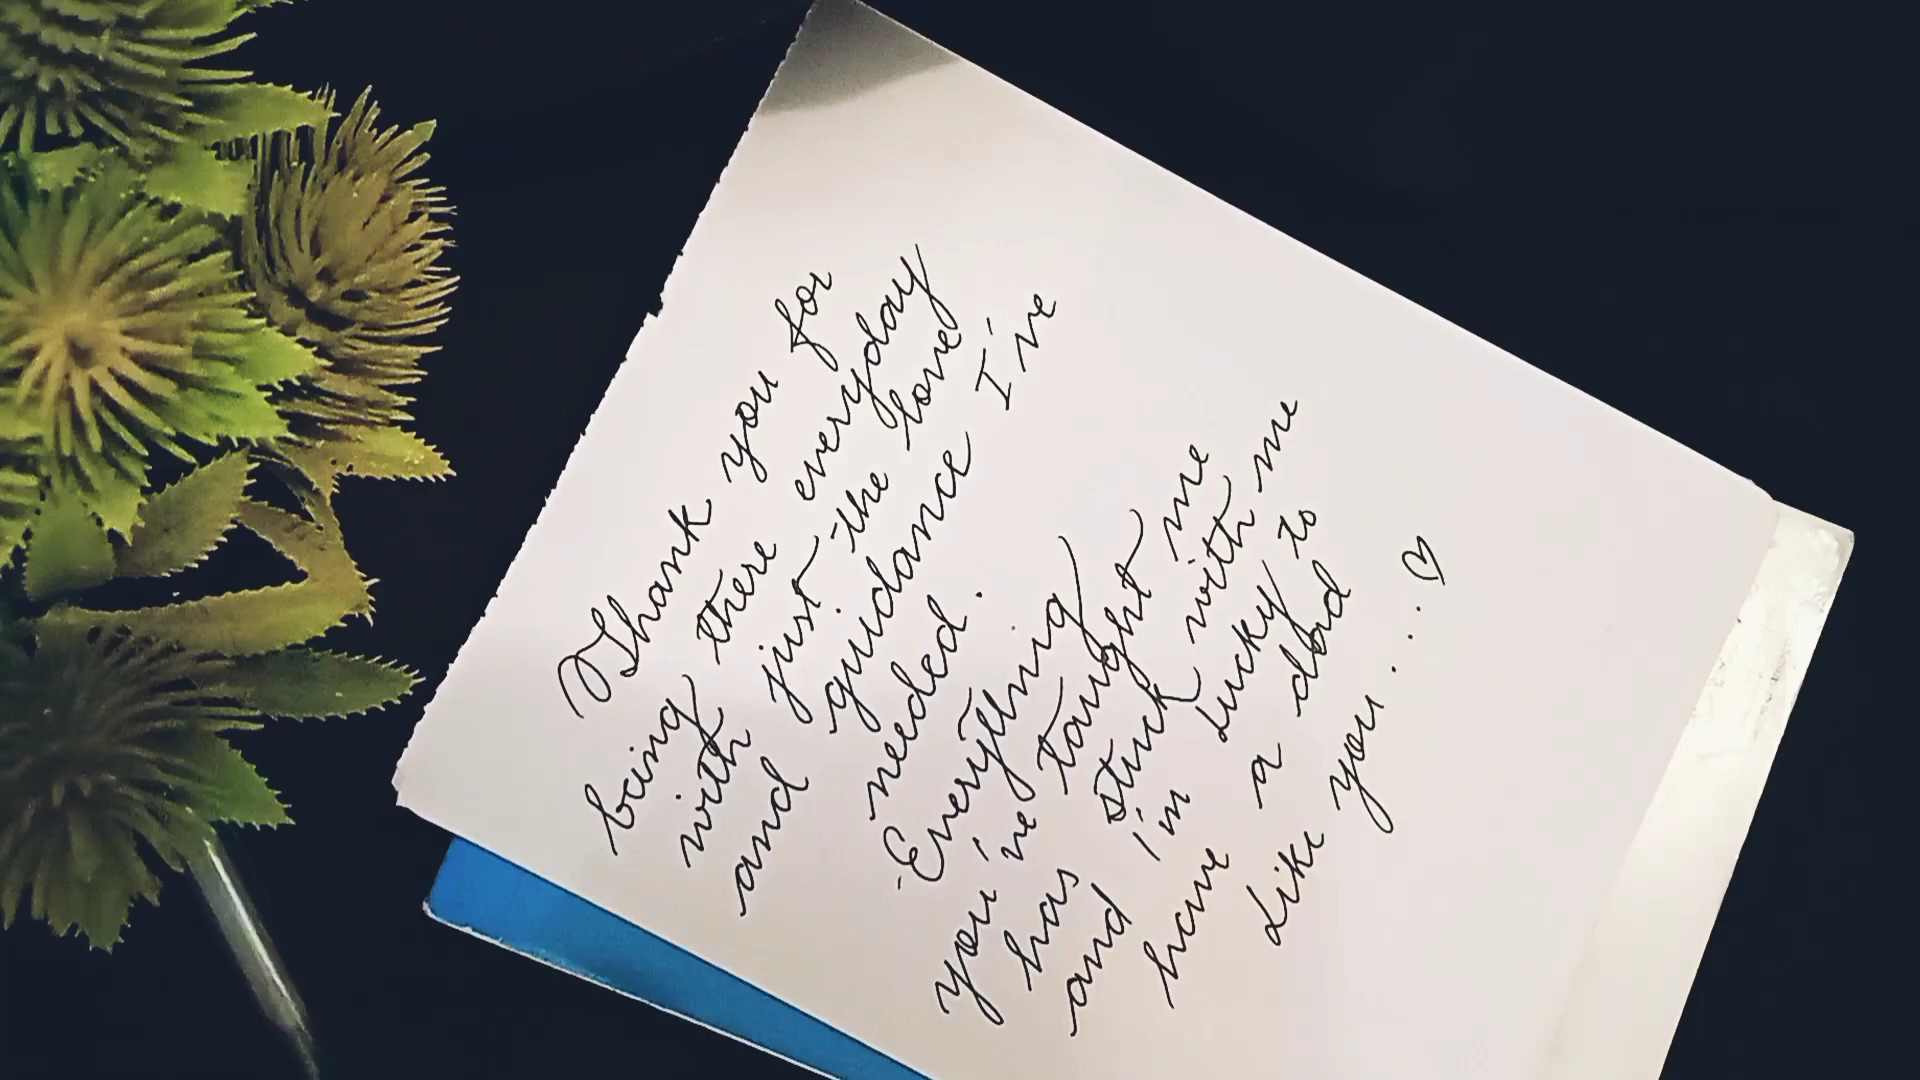 Thank you for
being there everyday
with just the love
and guidance I've
needed.
Everything
you've taught me
has stuck with me
and i'm Lucky to
have a dad
Like you... ♡